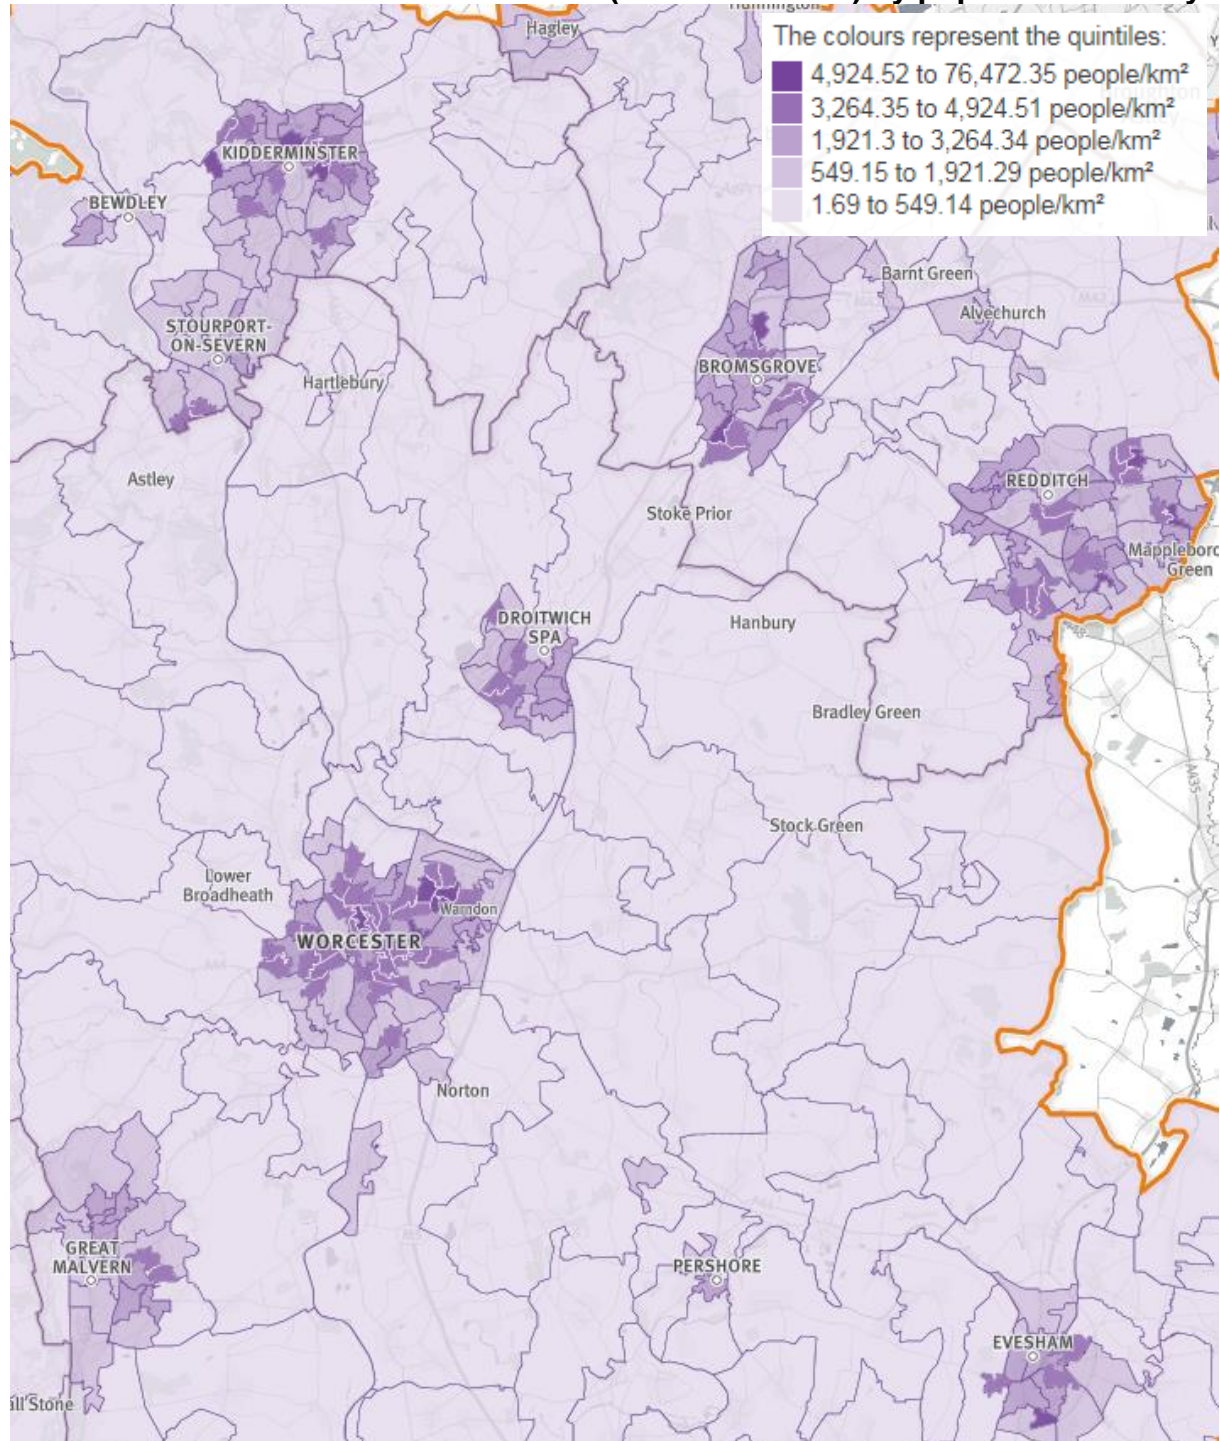 Hagley
The colours represent the quintiles:
4,924.52 to 76,472.35 people/km²
3,264.35 to 4,924.51 people/km²
1,921.3 to 3,264.34 people/km²
549.15 to 1,921.29 people/km²
1.69 to 549.14 people/km²
KIDDERMINSTER
BEWDLEY
Barnt Green
Alvechurch
M42
STOURPORT-
ON-SEVERN
BROMSGROVE
Hartlebury
Astley
REDDITCH
Stoke Prior
Mappleboro
Green
DROITWICH
SPA
Hanbury
Bradley Green
A435
Stock Green
Lower
Broadheath
Warndon
WORCESTER
Norton
GREAT
MALVERN
PERSHORE
EVESHAM
all Stone